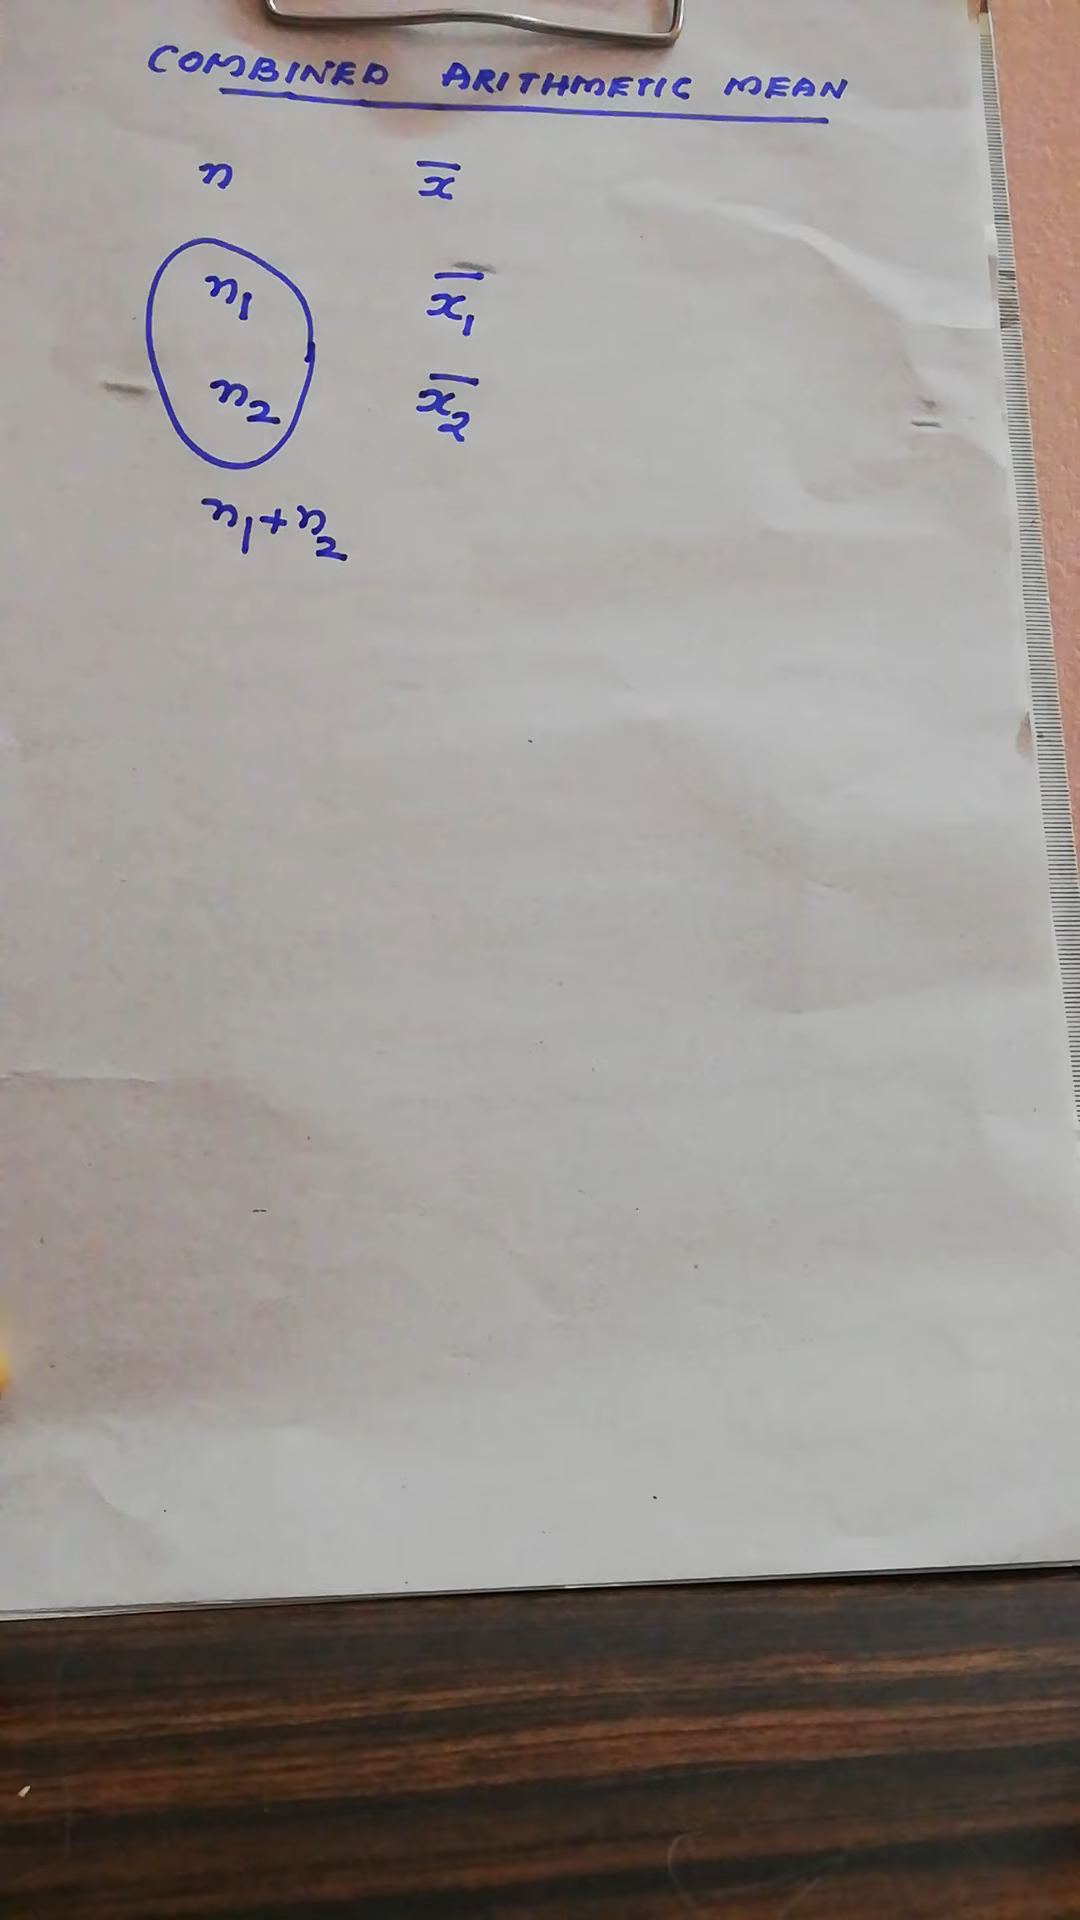 COMBINED ARITHMETIC MEAN
n x̄
n₁ x̄₁
n₂ x̄₂
n₁+n₂